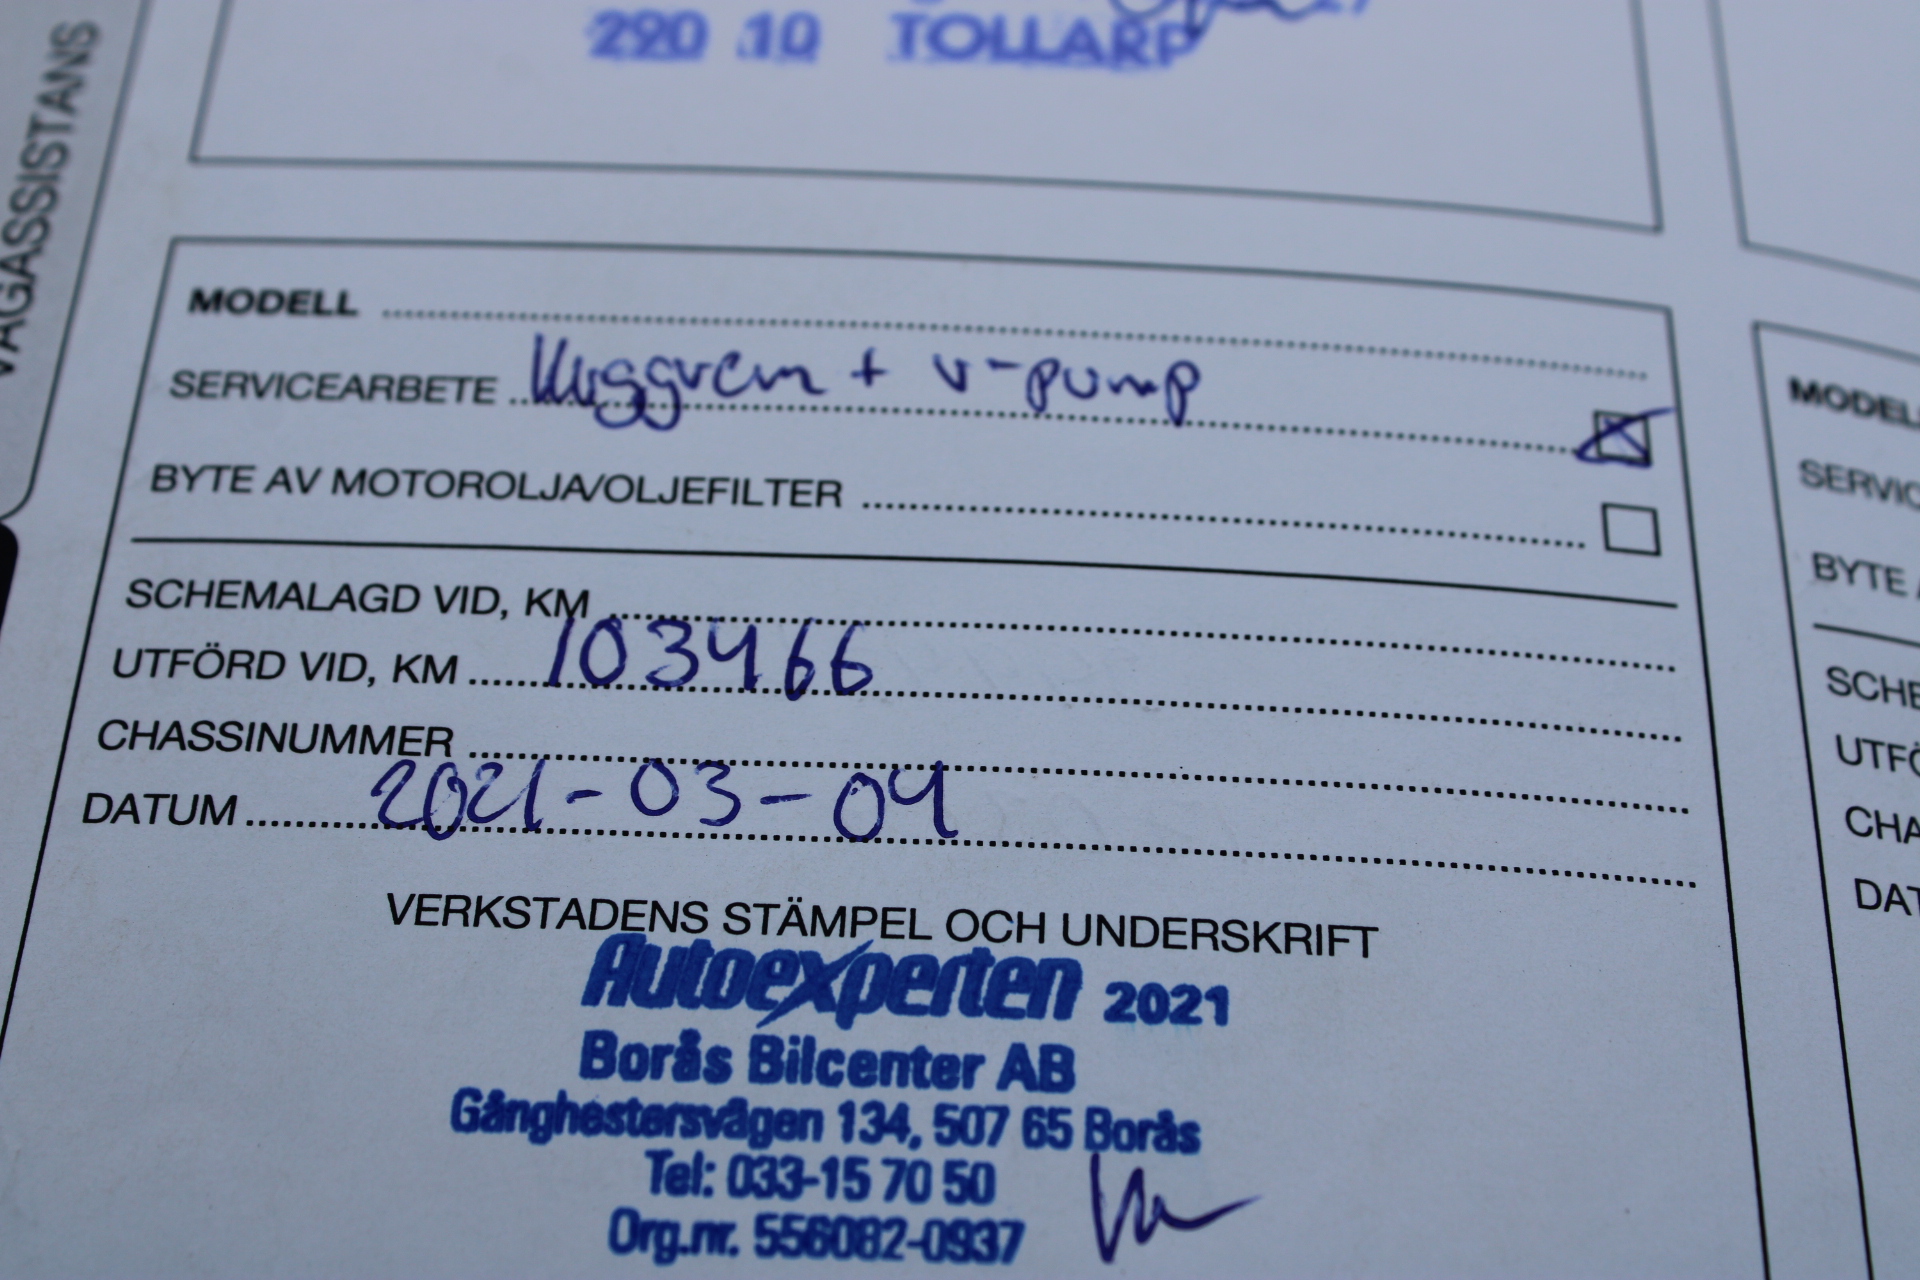 290 10 TOLLARP
VÄGASSISTANS
MODELL
SERVICEARBETE Kuggrem + v-pump
BYTE AV MOTOROLJA/OLJEFILTER
SCHEMALAGD VID, KM
UTFÖRD VID, KM 103466
CHASSINUMMER
DATUM 2021-03-04
VERKSTADENS STÄMPEL OCH UNDERSKRIFT
Autoexperten 2021
Borås Bilcenter AB
Gånghestersvägen 134, 507 65 Borås
Tel: 033-15 70 50
Org.nr. 556082-0937
MODEL
SERVIC
BYTE
SCHE
UTFÖ
CHA
DAT